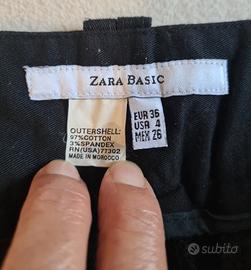 ZARA BASIC
OUTERSHELL:
97%COTTON
3%SPANDEX
RN(USA)77302
MADE IN MOROCCO
EUR 36
USA 4
MEX 26
subito